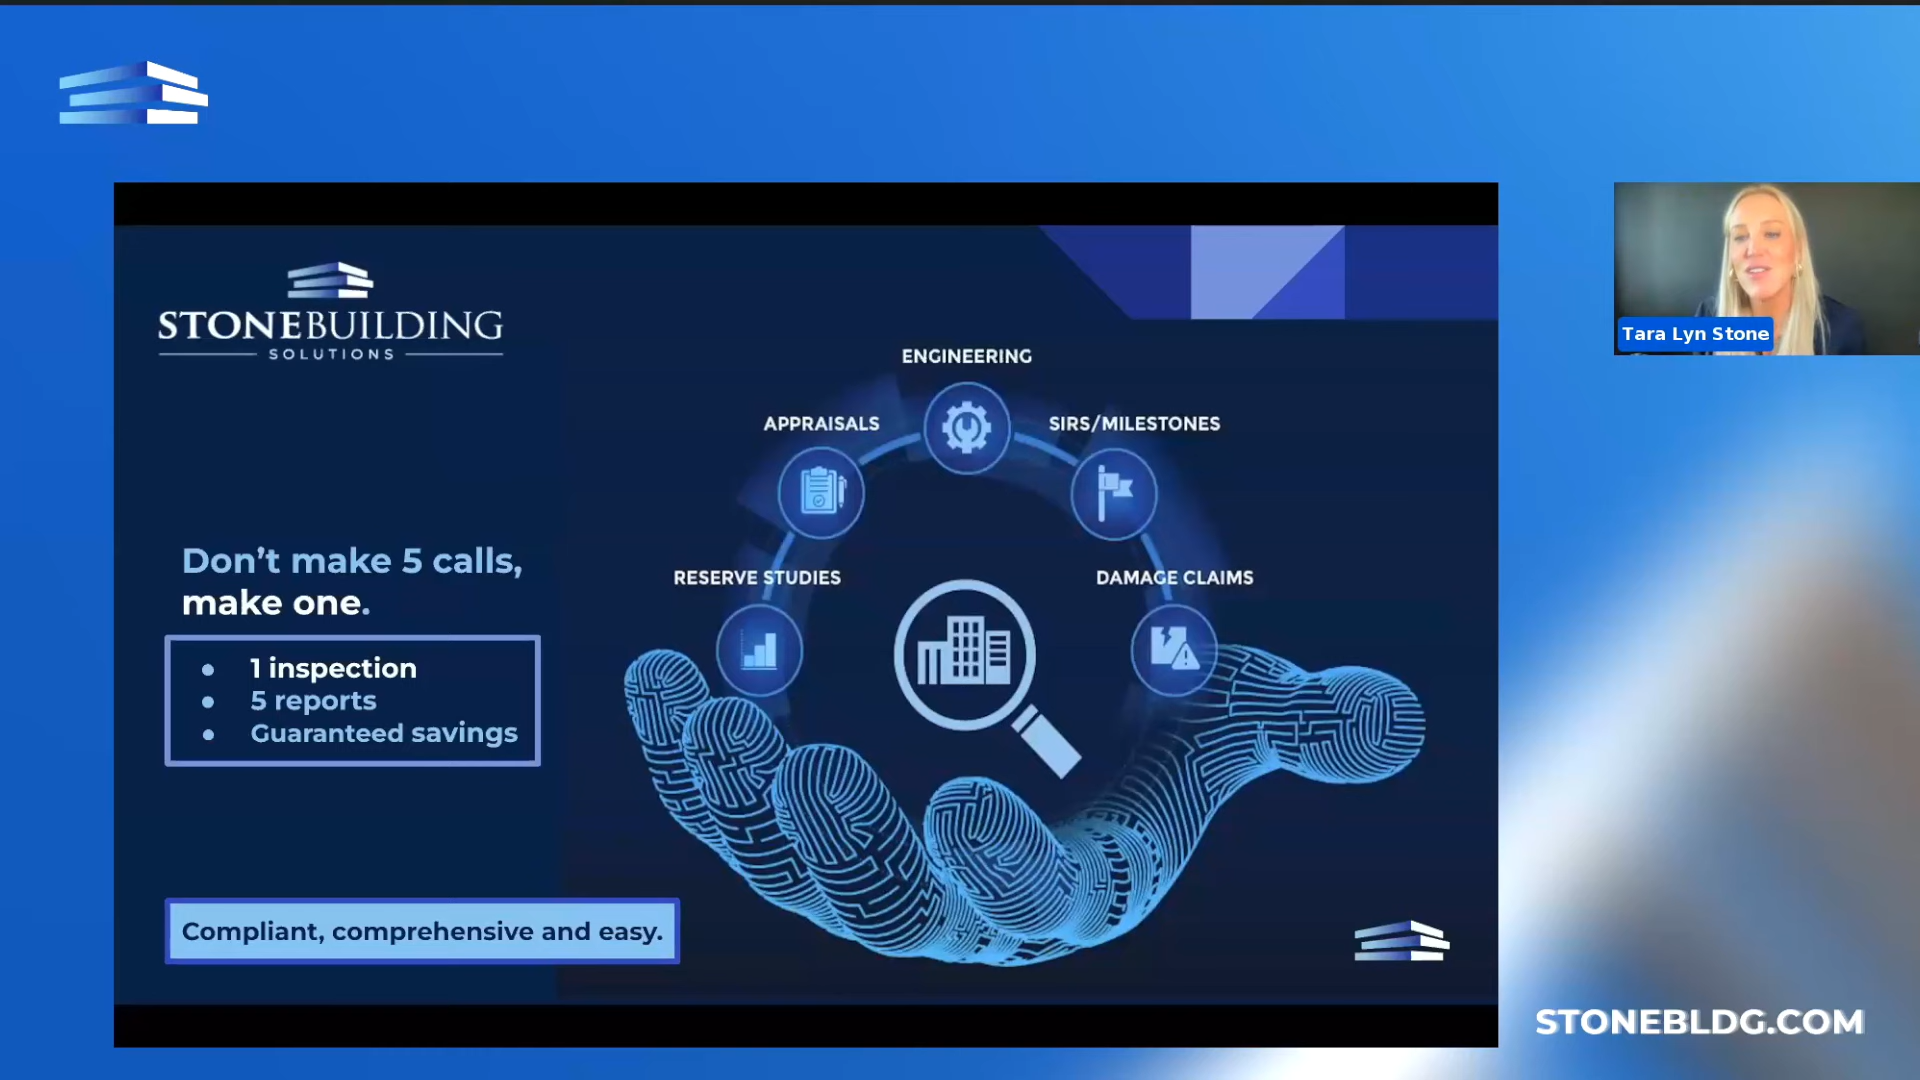 STONEBUILDING
SOLUTIONS
ENGINEERING
APPRAISALS
SIRS/MILESTONES
RESERVE STUDIES
DAMAGE CLAIMS
Don’t make 5 calls,
make one.
• 1 inspection
• 5 reports
• Guaranteed savings
Compliant, comprehensive and easy.
Tara Lyn Stone
STONEBLDG.COM